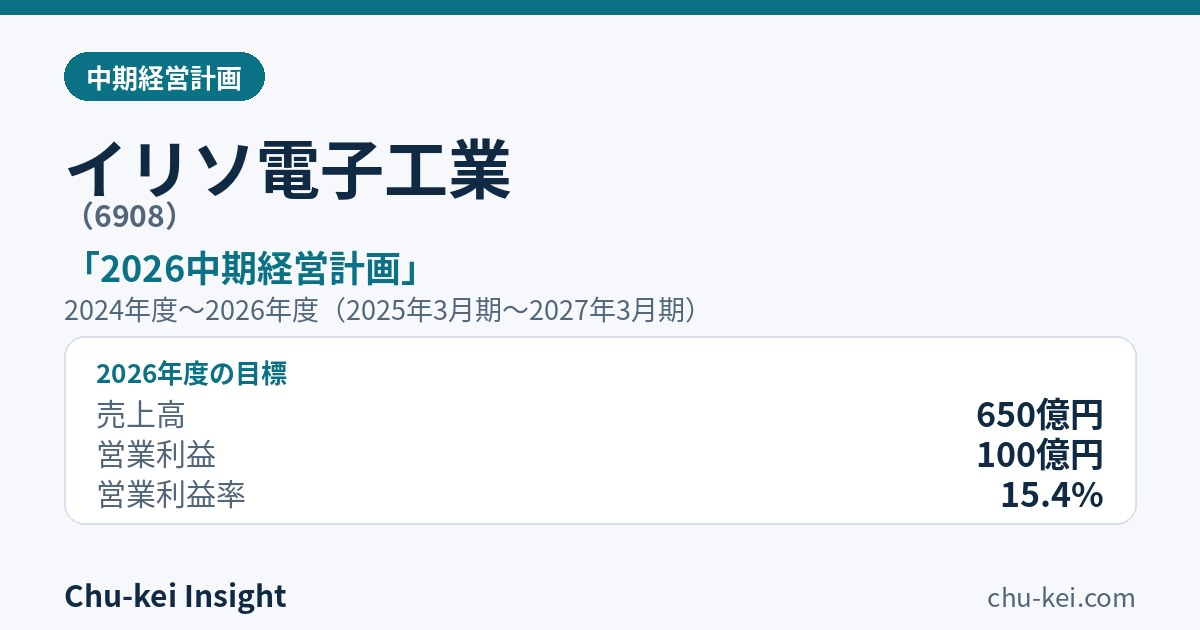 中期経営計画
イリソ電子工業
（6908）
「2026中期経営計画」
2024年度〜2026年度（2025年3月期〜2027年3月期）
2026年度の目標
売上高 650億円
営業利益 100億円
営業利益率 15.4%
Chu-kei Insight chu-kei.com